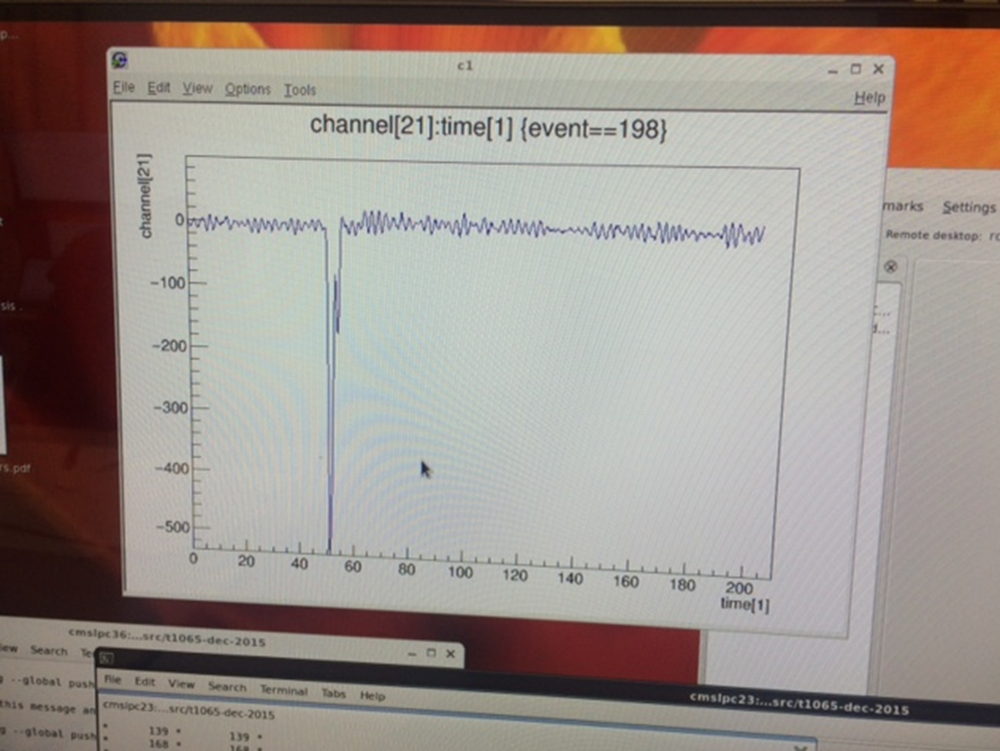 p...
c1
File Edit View Options Tools Help
channel[21]:time[1] {event==198}
channel[21]
0
−100
−200
−300
−400
−500
0 20 40 60 80 100 120 140 160 180 200
time[1]
marks Settings
Remote desktop:
sis .
rs.pdf
cmslpc36:...src/t1065-dec-2015
iew Search Te
--global push
this message an
g --global push
File Edit View Search Terminal Tabs Help
cmslpc23:...src/t1065-dec-2015
cmslpc23:...src/t1065-dec-2015
* 139 * 139 *
* 168 * 168 *